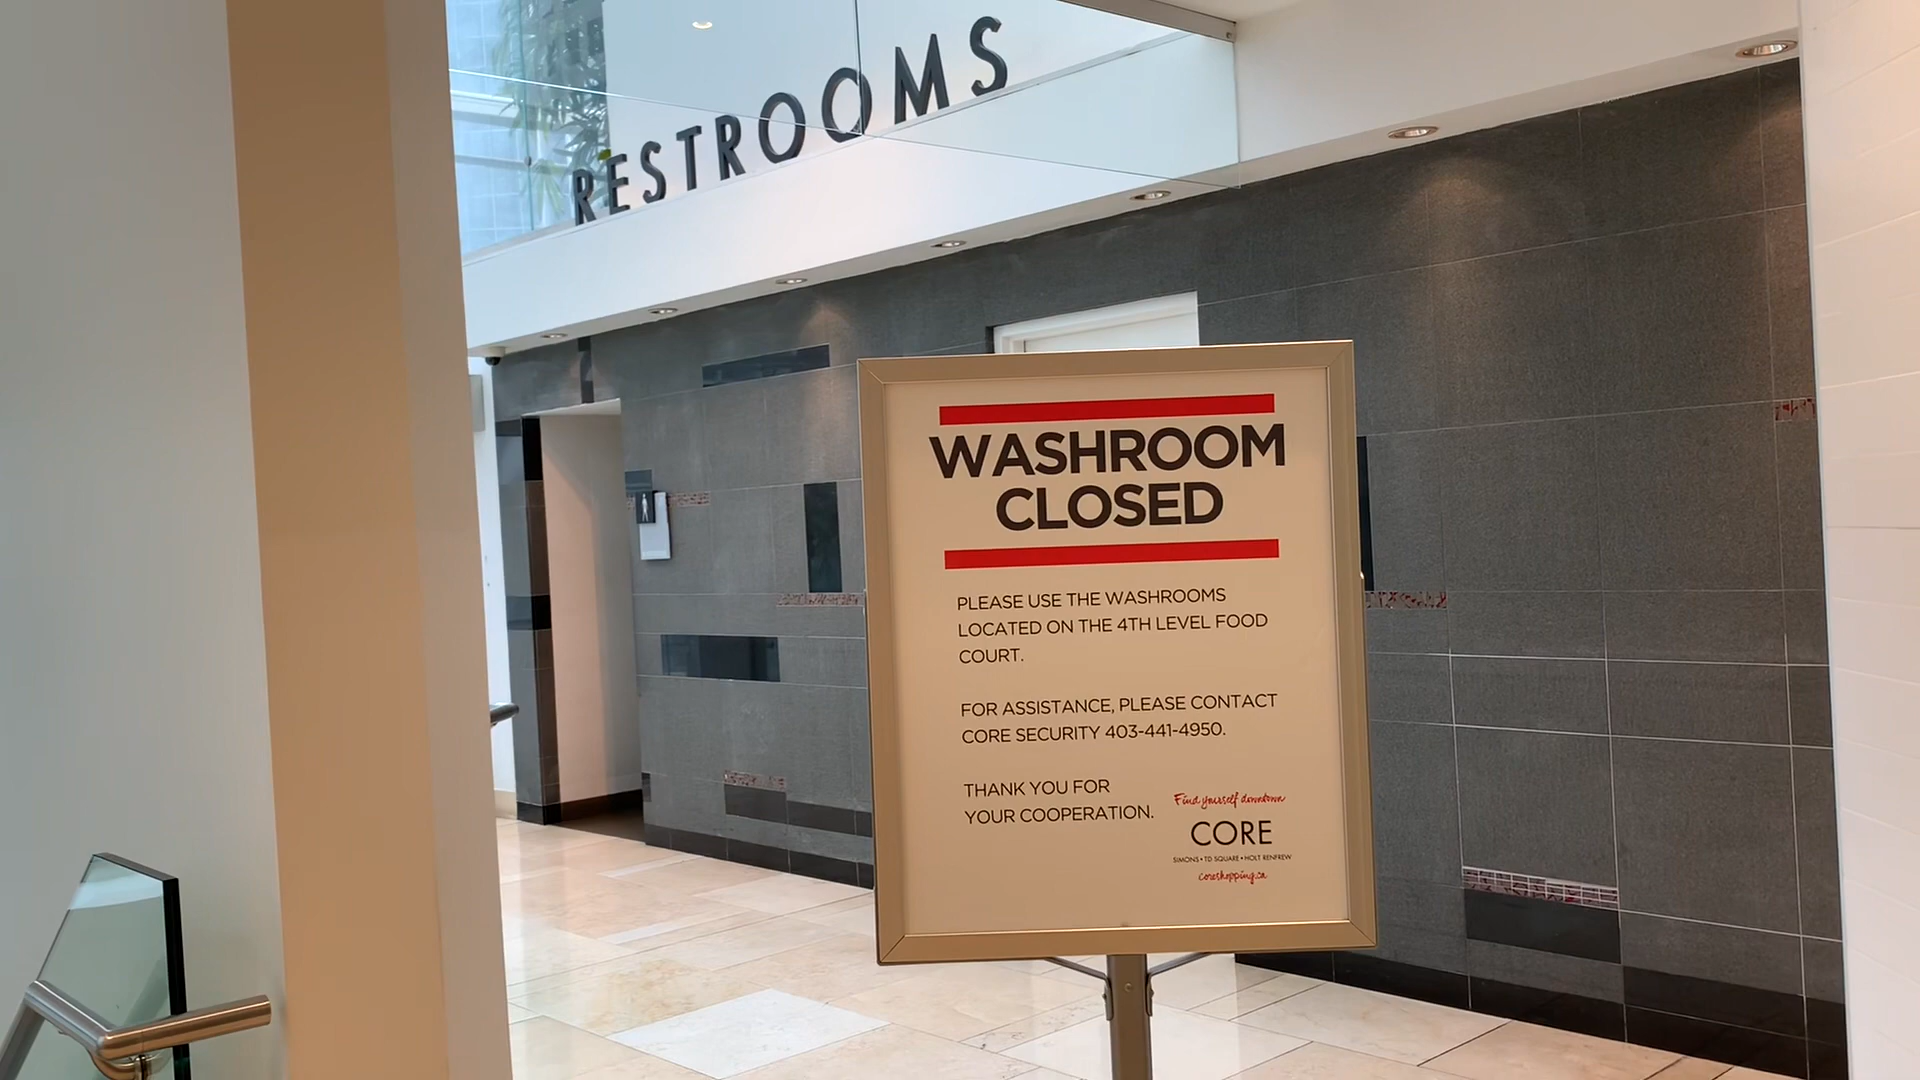 RESTROOMS
WASHROOM
CLOSED
PLEASE USE THE WASHROOMS
LOCATED ON THE 4TH LEVEL FOOD
COURT.
FOR ASSISTANCE, PLEASE CONTACT
CORE SECURITY 403-441-4950.
THANK YOU FOR
YOUR COOPERATION.
Find yourself downtown
CORE
SIMONS • TD SQUARE • HOLT RENFREW
coreshopping.ca